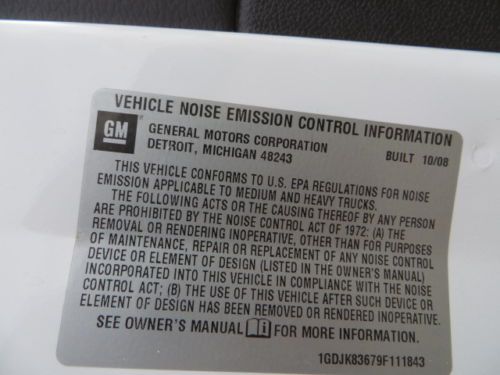 VEHICLE NOISE EMISSION CONTROL INFORMATION
GM
GENERAL MOTORS CORPORATION
DETROIT, MICHIGAN 48243
BUILT 10/08
THIS VEHICLE CONFORMS TO U.S. EPA REGULATIONS FOR NOISE
EMISSION APPLICABLE TO MEDIUM AND HEAVY TRUCKS.
THE FOLLOWING ACTS OR THE CAUSING THEREOF BY ANY PERSON
ARE PROHIBITED BY THE NOISE CONTROL ACT OF 1972: (A) THE
REMOVAL OR RENDERING INOPERATIVE, OTHER THAN FOR PURPOSES
OF MAINTENANCE, REPAIR OR REPLACEMENT OF ANY NOISE CONTROL
DEVICE OR ELEMENT OF DESIGN (LISTED IN THE OWNER'S MANUAL)
INCORPORATED INTO THIS VEHICLE IN COMPLIANCE WITH THE NOISE
CONTROL ACT; (B) THE USE OF THIS VEHICLE AFTER SUCH DEVICE OR
ELEMENT OF DESIGN HAS BEEN REMOVED OR RENDERED INOPERATIVE.
SEE OWNER'S MANUAL i FOR MORE INFORMATION.
1GDJK83679F111843